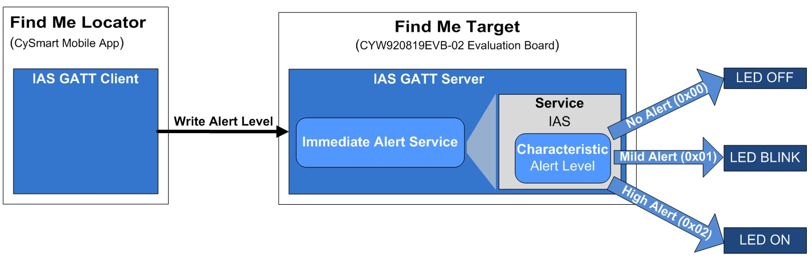 Find Me Locator
(CySmart Mobile App)
IAS GATT Client
Write Alert Level
Find Me Target
(CYW920819EVB-02 Evaluation Board)
IAS GATT Server
Immediate Alert Service
Service
IAS
Characteristic
Alert Level
No Alert (0x00)
Mild Alert (0x01)
High Alert (0x02)
LED OFF
LED BLINK
LED ON